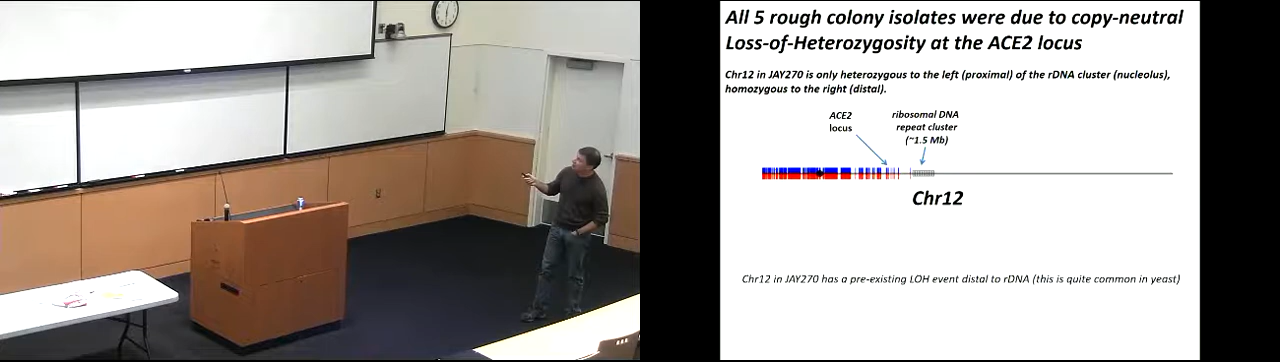 All 5 rough colony isolates were due to copy-neutral
Loss-of-Heterozygosity at the ACE2 locus
Chr12 in JAY270 is only heterozygous to the left (proximal) of the rDNA cluster (nucleolus),
homozygous to the right (distal).
ACE2
locus
ribosomal DNA
repeat cluster
(~1.5 Mb)
Chr12
Chr12 in JAY270 has a pre-existing LOH event distal to rDNA (this is quite common in yeast)